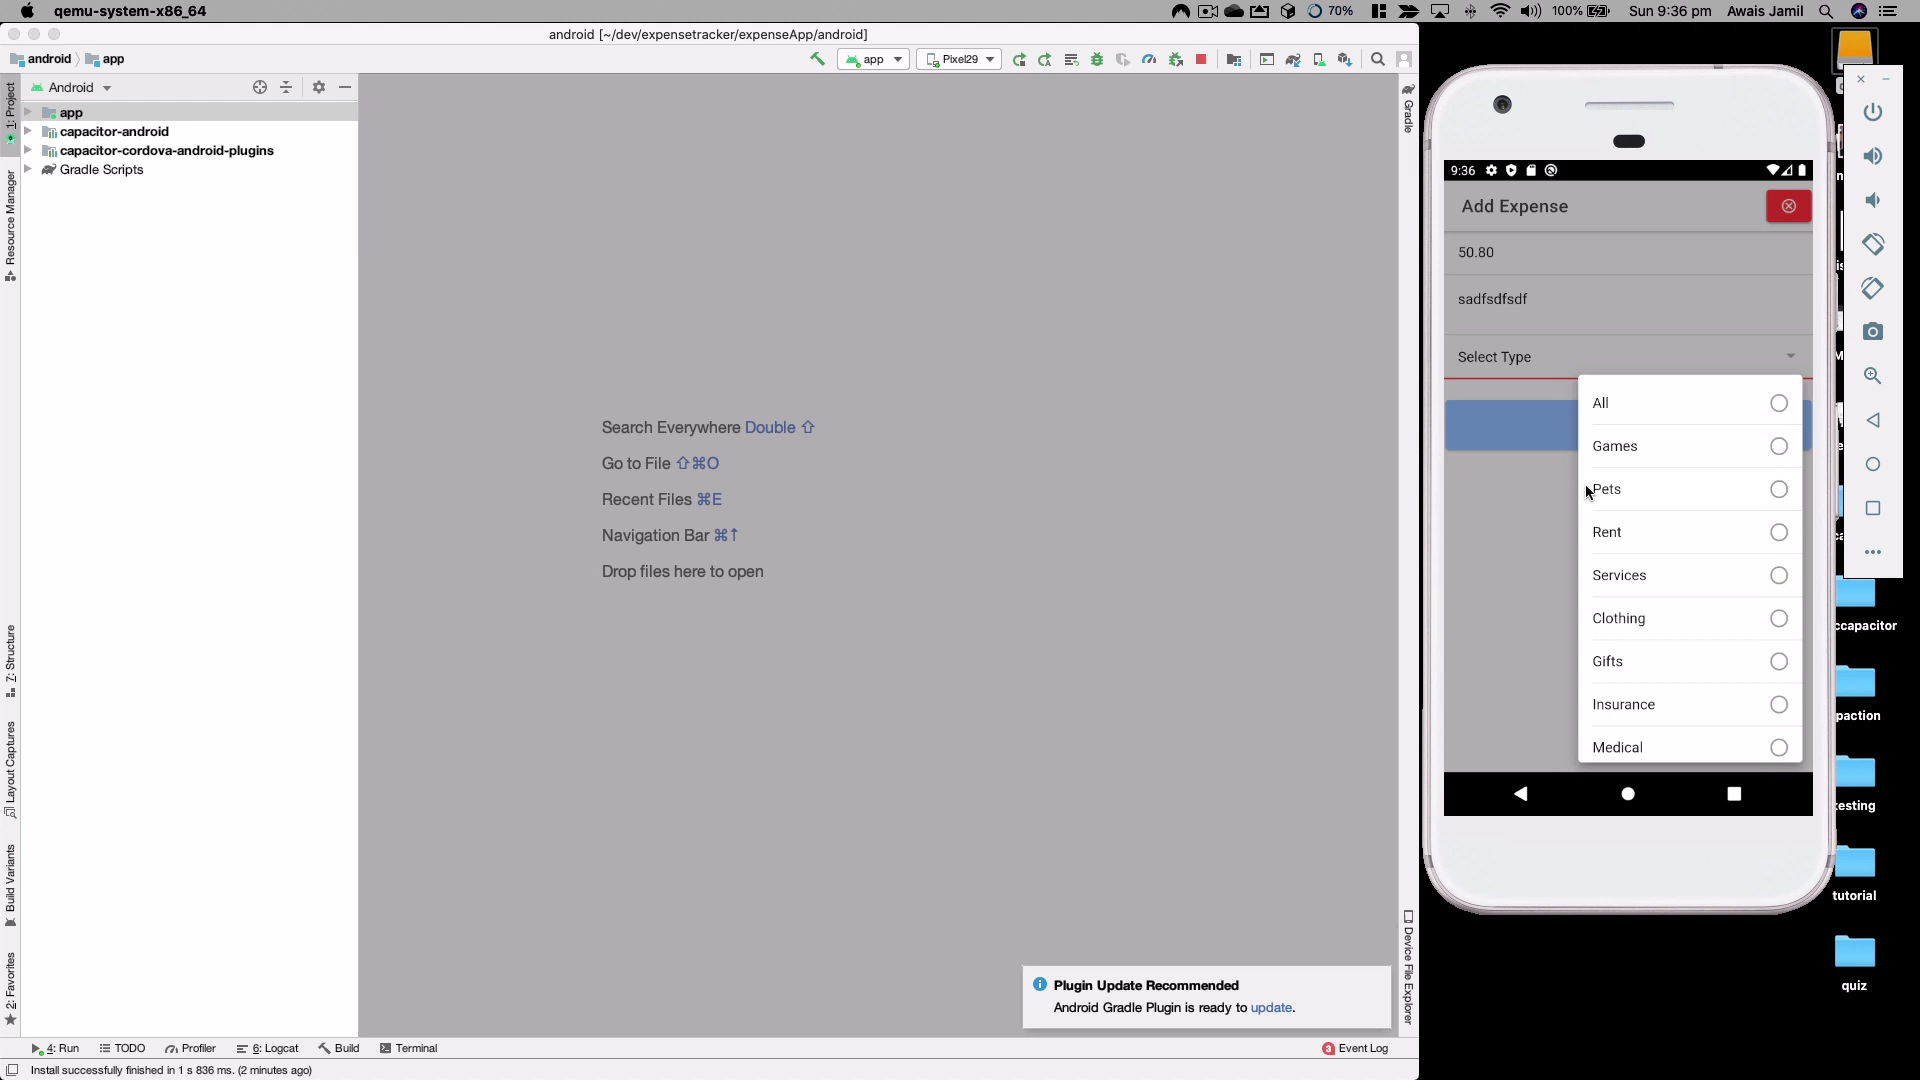 qemu-system-x86_64
70%
100%
Sun 9:36 pm
Awais Jamil
android [~/dev/expensetracker/expenseApp/android]
android
app
app
Pixel29
1: Project
Resource Manager
Z: Structure
Layout Captures
Build Variants
2: Favorites
Android
app
capacitor-android
capacitor-cordova-android-plugins
Gradle Scripts
Search Everywhere Double ⇧
Go to File ⇧⌘O
Recent Files ⌘E
Navigation Bar ⌘↑
Drop files here to open
Gradle
Device File Explorer
Plugin Update Recommended
Android Gradle Plugin is ready to update.
4: Run
TODO
Profiler
6: Logcat
Build
Terminal
3 Event Log
Install successfully finished in 1 s 836 ms. (2 minutes ago)
9:36
Add Expense
50.80
sadfsdfsdf
Select Type
All
Games
Pets
Rent
Services
Clothing
Gifts
Insurance
Medical
ccapacitor
paction
testing
tutorial
quiz